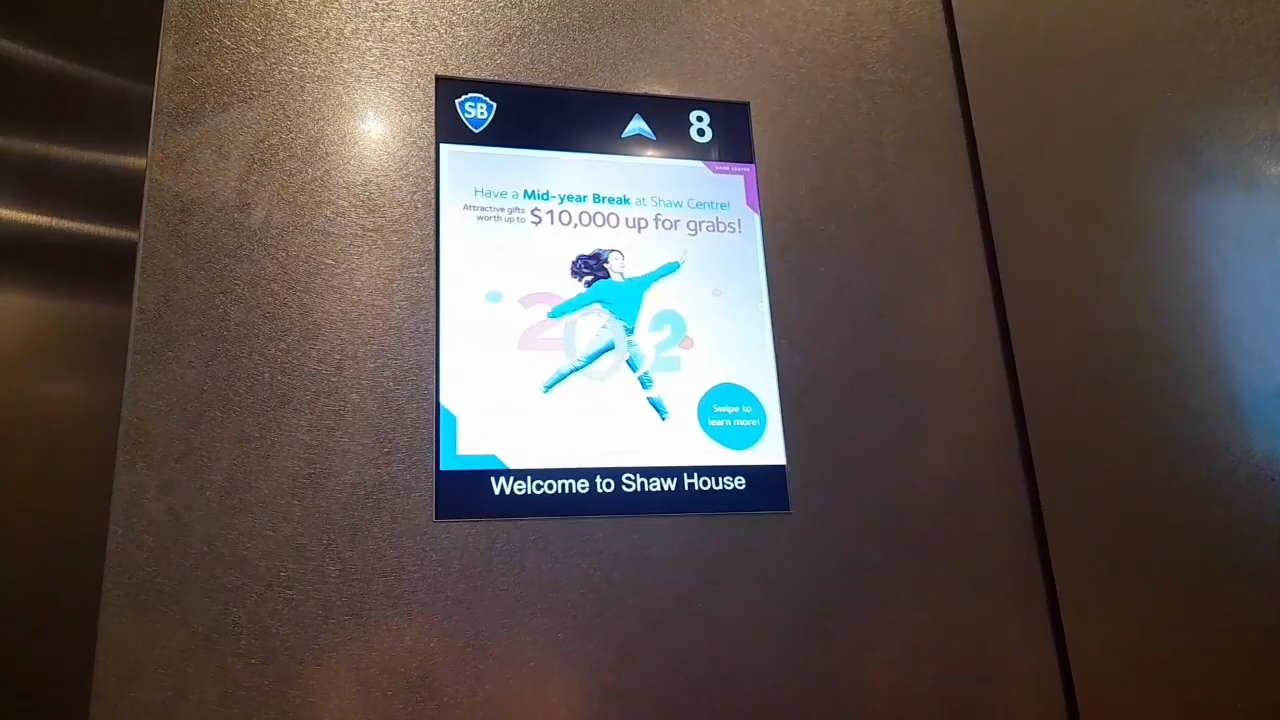 SB
8
SHAW CENTRE
Have a Mid-year Break at Shaw Centre!
Attractive gifts
worth up to $10,000 up for grabs!
202
Swipe to
learn more!
Welcome to Shaw House